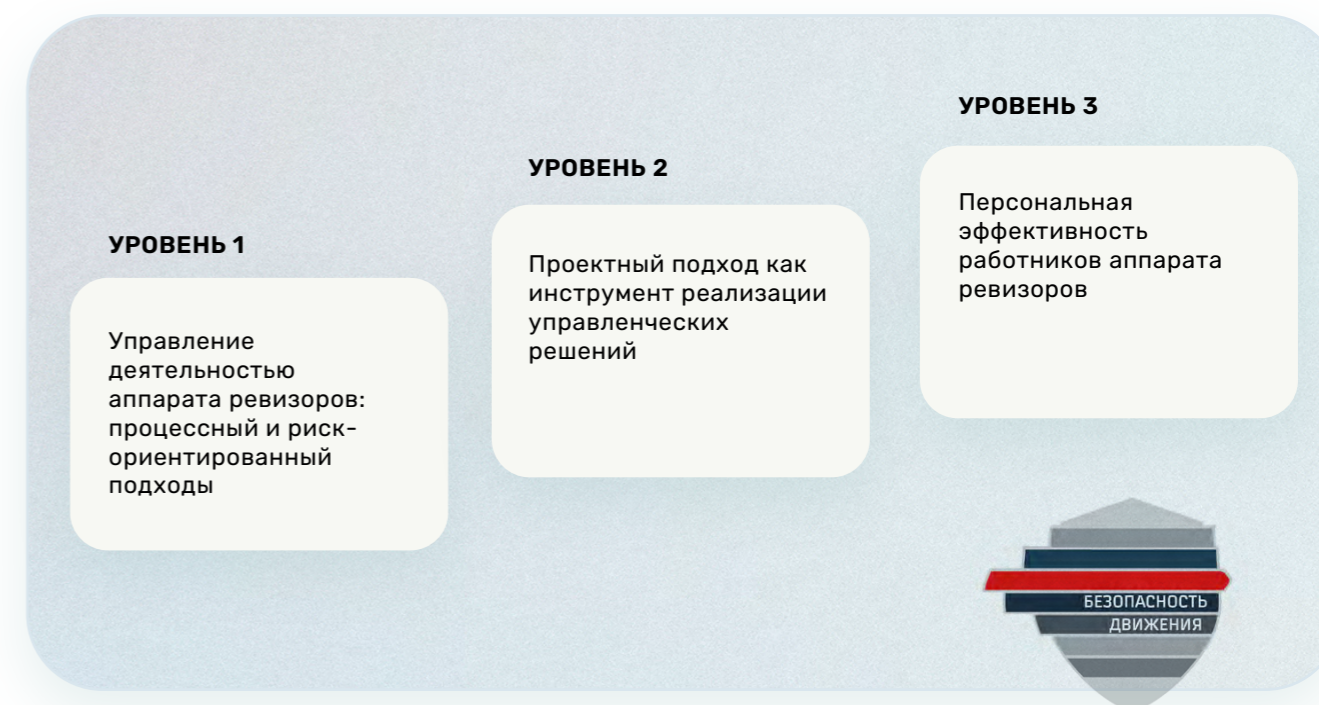 УРОВЕНЬ 1
Управление
деятельностью
аппарата ревизоров:
процессный и риск-
ориентированный
подходы
УРОВЕНЬ 2
Проектный подход как
инструмент реализации
управленческих
решений
УРОВЕНЬ 3
Персональная
эффективность
работников аппарата
ревизоров
БЕЗОПАСНОСТЬ
ДВИЖЕНИЯ